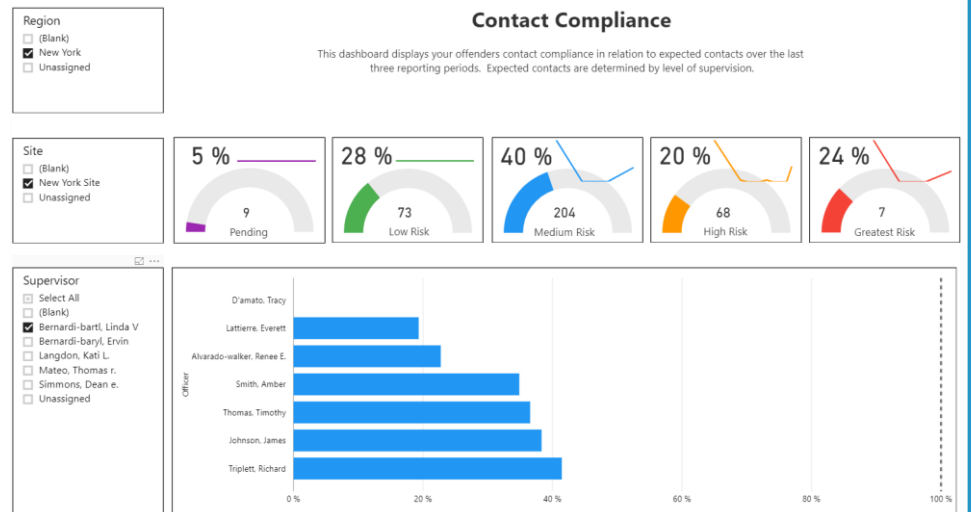 Region
(Blank)
New York
Unassigned
Contact Compliance
This dashboard displays your offenders contact compliance in relation to expected contacts over the last
three reporting periods. Expected contacts are determined by level of supervision.
Site
(Blank)
New York Site
Unassigned
5 %
9
Pending
28 %
73
Low Risk
40 %
204
Medium Risk
20 %
68
High Risk
24 %
7
Greatest Risk
Supervisor
Select All
(Blank)
Bernardi-bartl, Linda V
Bernardi-baryl, Ervin
Langdon, Kati L.
Mateo, Thomas r.
Simmons, Dean e.
Unassigned
Officer
D'amato, Tracy
Lattierre, Everett
Alvarado-walker, Renee E.
Smith, Amber
Thomas, Timothy
Johnson, James
Triplett, Richard
0 %
20 %
40 %
60 %
80 %
100 %